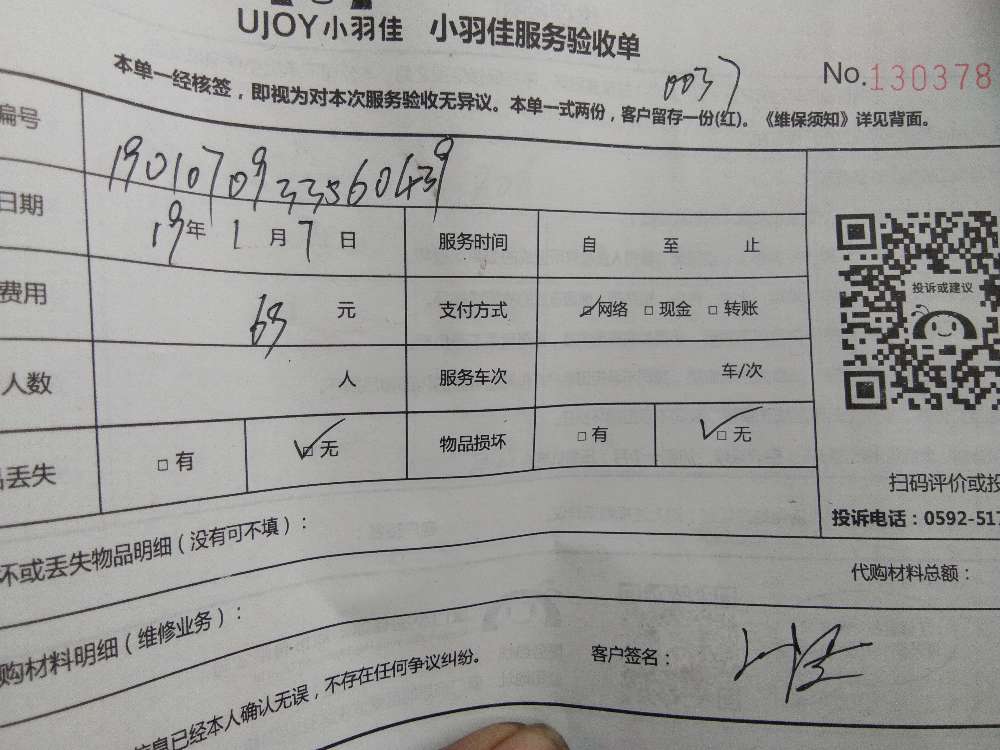 UJOY小羽佳 小羽佳服务验收单
0037
No.130378
本单一经核签，即视为对本次服务验收无异议。本单一式两份，客户留存一份(红)。《维保须知》详见背面。
编号 1901070933560439
日期 19年1月7日 服务时间 自 至 止
费用 68元 支付方式 网络 现金 转账
人数 人 服务车次 车/次
丢失 有 无 物品损坏 有 无
投诉或建议
扫码评价或投
投诉电话：0592-517
坏或丢失物品明细（没有可不填）：
代购材料总额：
购材料明细（维修业务）：
信息已经本人确认无误，不存在任何争议纠纷。
客户签名：